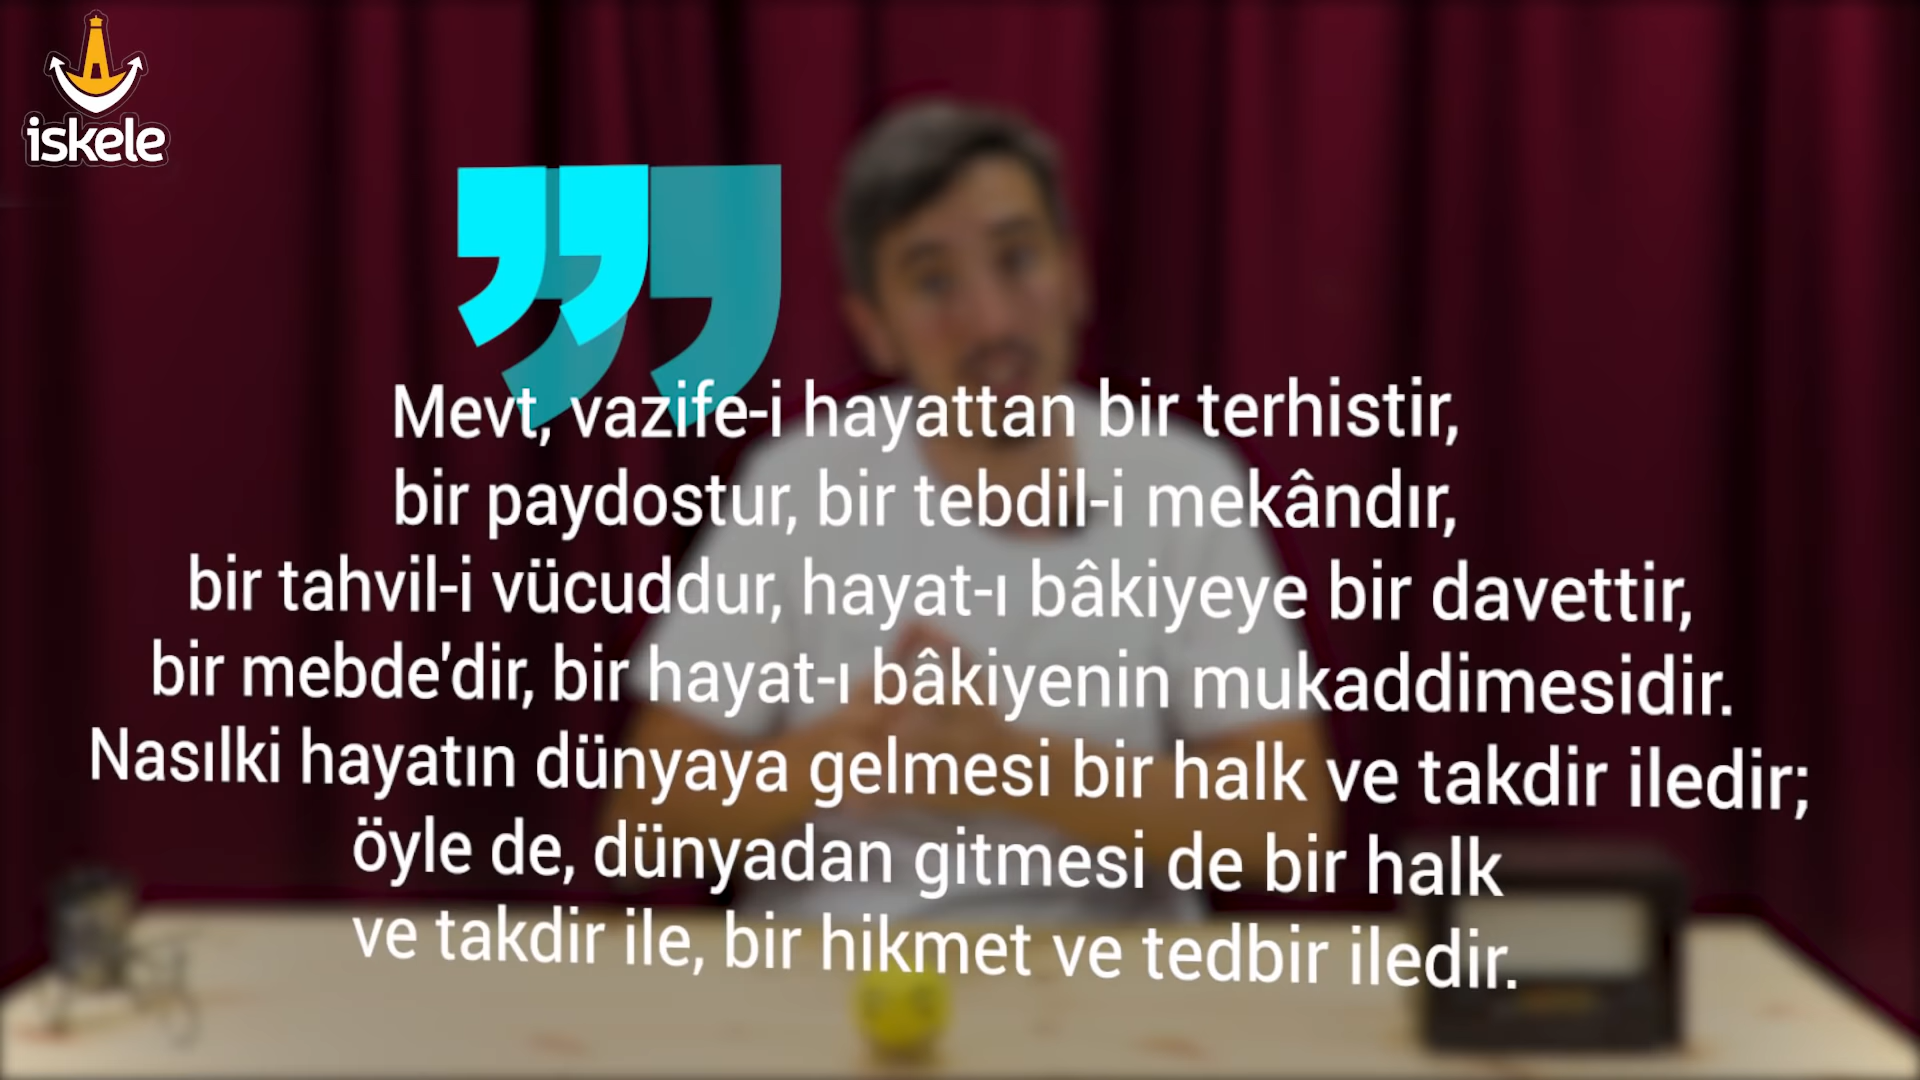 iskele
Mevt, vazife-i hayattan bir terhistir,
bir paydostur, bir tebdil-i mekândır,
bir tahvil-i vücuddur, hayat-ı bâkiyeye bir davettir,
bir mebde'dir, bir hayat-ı bâkiyenin mukaddimesidir.
Nasılki hayatın dünyaya gelmesi bir halk ve takdir iledir;
öyle de, dünyadan gitmesi de bir halk
ve takdir ile, bir hikmet ve tedbir iledir.